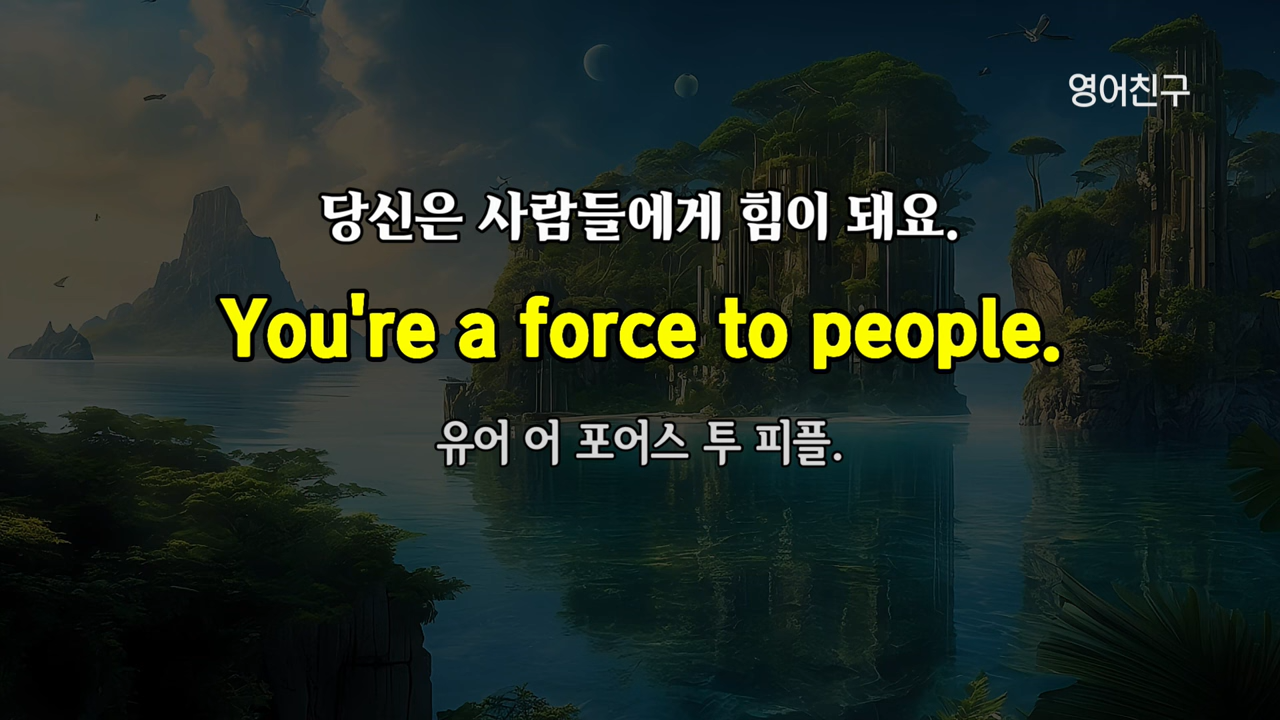 영어친구
당신은 사람들에게 힘이 돼요.
You're a force to people.
유어 어 포어스 투 피플.